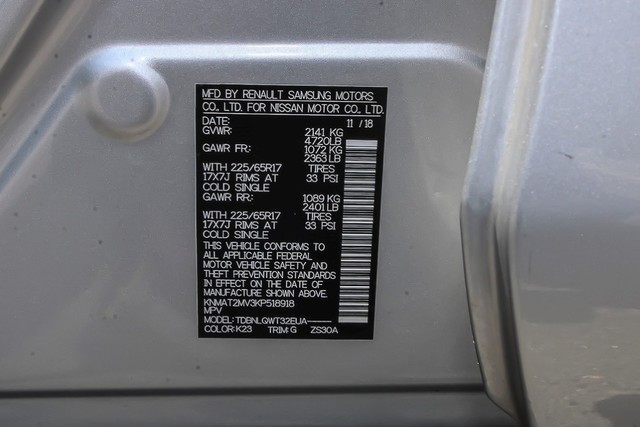 MFD BY RENAULT SAMSUNG MOTORS
CO., LTD. FOR NISSAN MOTOR CO., LTD.
DATE: 11 / 18
GVWR: 2141 KG
4720LB
GAWR FR: 1072 KG
2363 LB
WITH 225/65R17 TIRES
17X7J RIMS AT 33 PSI
COLD SINGLE
GAWR RR: 1089 KG
2401 LB
WITH 225/65R17 TIRES
17X7J RIMS AT 33 PSI
COLD SINGLE
THIS VEHICLE CONFORMS TO
ALL APPLICABLE FEDERAL
MOTOR VEHICLE SAFETY AND
THEFT PREVENTION STANDARDS
IN EFFECT ON THE DATE OF
MANUFACTURE SHOWN ABOVE.
KNMAT2MV3KP518918
MPV
MODEL: TDBNLQWT32EUA-----
COLOR: K23 TRIM: G ZS30A